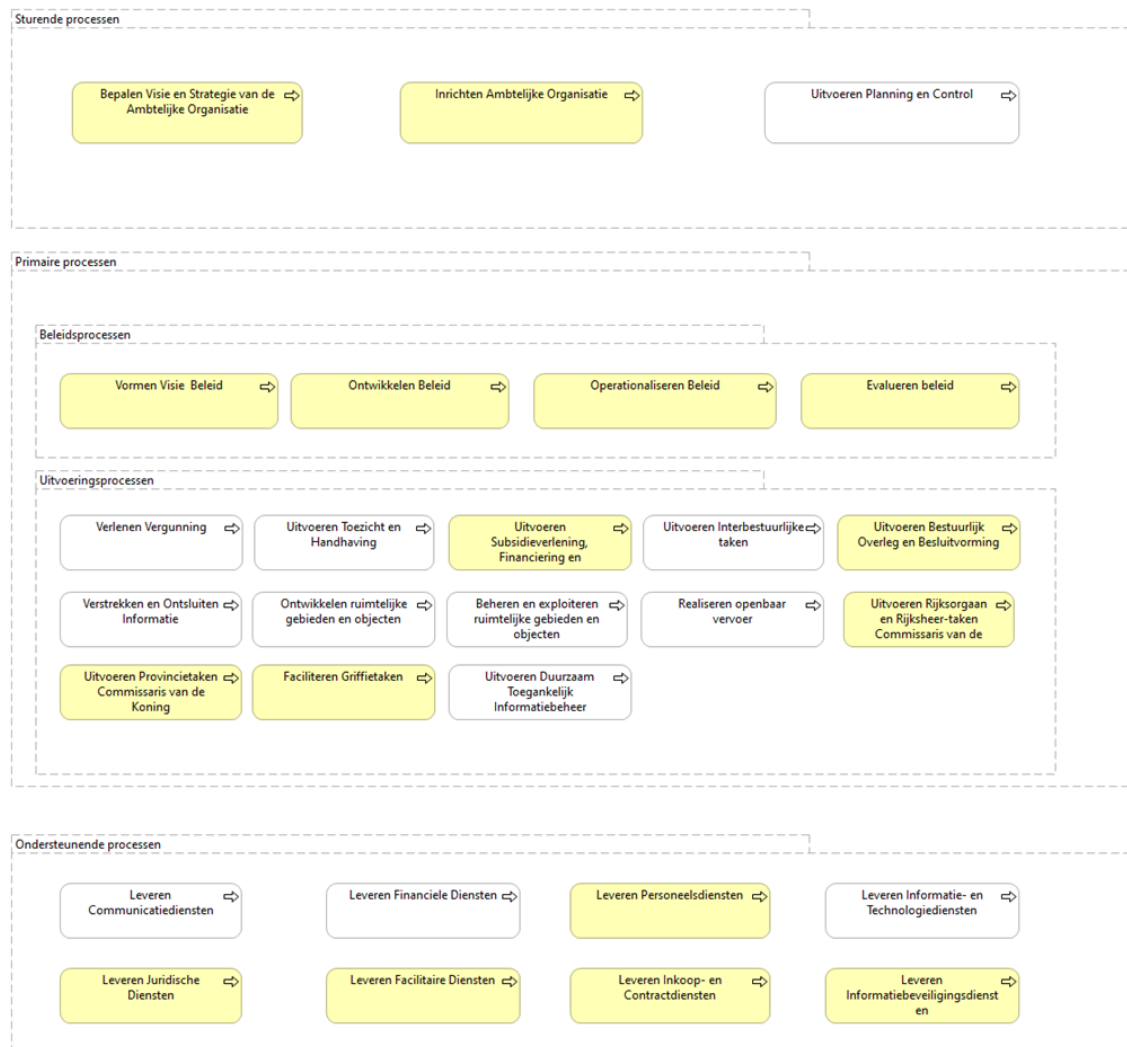 Sturende processen
Bepalen Visie en Strategie van de
Ambtelijke Organisatie
Inrichten Ambtelijke Organisatie
Uitvoeren Planning en Control
Primaire processen
Beleidsprocessen
Vormen Visie  Beleid
Ontwikkelen Beleid
Operationaliseren Beleid
Evalueren beleid
Uitvoeringsprocessen
Verlenen Vergunning
Uitvoeren Toezicht en
Handhaving
Uitvoeren
Subsidieverlening,
Financiering en
Uitvoeren Interbestuurlijke
taken
Uitvoeren Bestuurlijk
Overleg en Besluitvorming
Verstrekken en Ontsluiten
Informatie
Ontwikkelen ruimtelijke
gebieden en objecten
Beheren en exploiteren
ruimtelijke gebieden en
objecten
Realiseren openbaar
vervoer
Uitvoeren Rijksorgaan
en Rijksheer-taken
Commissaris van de
Uitvoeren Provincietaken
Commissaris van de
Koning
Faciliteren Griffietaken
Uitvoeren Duurzaam
Toegankelijk
Informatiebeheer
Ondersteunende processen
Leveren
Communicatiediensten
Leveren Financiele Diensten
Leveren Personeelsdiensten
Leveren Informatie- en
Technologiediensten
Leveren Juridische
Diensten
Leveren Facilitaire Diensten
Leveren Inkoop- en
Contractdiensten
Leveren
Informatiebeveiligingsdienst
en